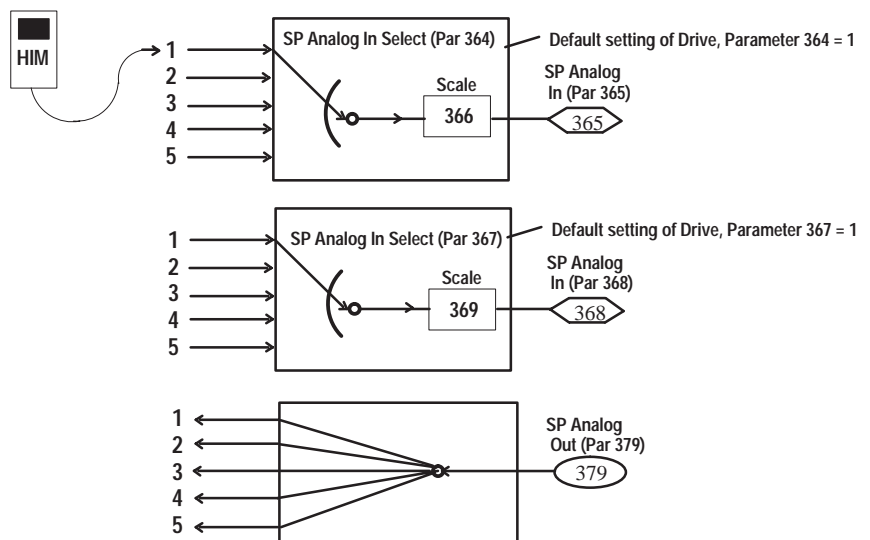 HIM
1
2
3
4
5
SP Analog In Select (Par 364)
Scale
366
Default setting of Drive, Parameter 364 = 1
SP Analog
In (Par 365)
365
1
2
3
4
5
SP Analog In Select (Par 367)
Scale
369
Default setting of Drive, Parameter 367 = 1
SP Analog
In (Par 368)
368
1
2
3
4
5
SP Analog
Out (Par 379)
379